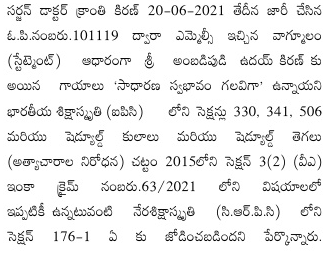 సర్జన్ డాక్టర్ క్రాంతి కిరణ్ 20-06-2021 తేదీన జారీ చేసిన
ఓ.పి.నంబరు.101119 ద్వారా ఎమ్మెల్సీ ఇచ్చిన వాగ్మూలం
(స్టేట్మెంట్) ఆధారంగా శ్రీ అంబడిపుడి ఉదయ్ కిరణ్ కు
అయిన గాయాలు 'సాధారణ స్వభావం గలవిగా' ఉన్నాయని
భారతీయ శిక్షాస్మృతి (ఐపిసి) లోని సెక్షన్లు 330, 341, 506
మరియు షెడ్యూల్డ్ కులాలు మరియు షెడ్యూల్డ్ తెగలు
(అత్యాచారాల నిరోధన) చట్టం 2015లోని సెక్షన్ 3(2) (వీఎ)
ఇంకా క్రైమ్ నంబరు.63/2021 లోని విషయాలలో
ఇప్పటికీ ఉన్నటువంటి నేరశిక్షాస్మృతి (సి.ఆర్.పి.సి) లోని
సెక్షన్ 176-1 ఏ కు జోడించబడిందని పేర్కొన్నారు.